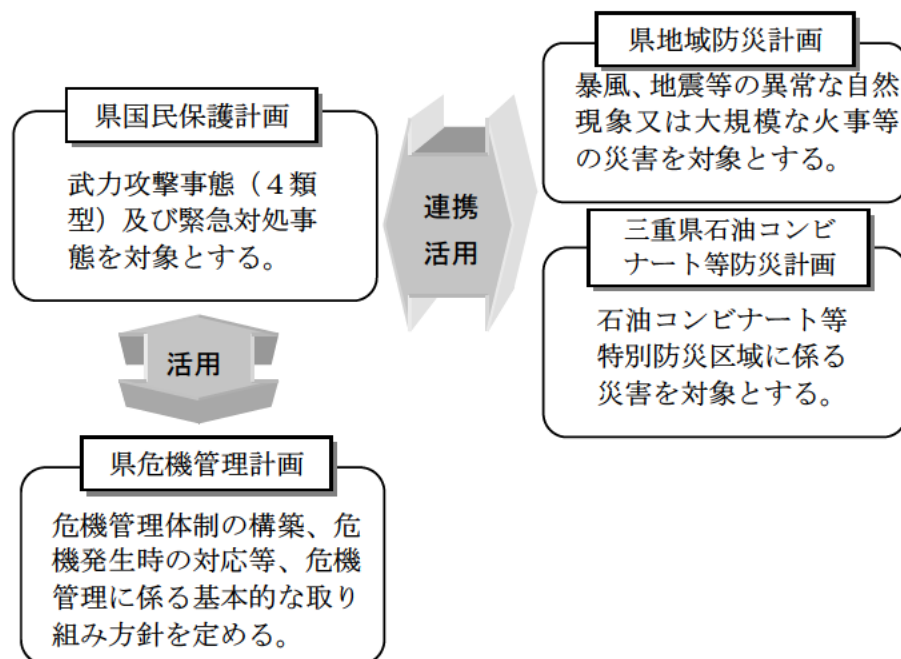 県国民保護計画
武力攻撃事態（４類
型）及び緊急対処事
態を対象とする。
連携
活用
県地域防災計画
暴風、地震等の異常な自然
現象又は大規模な火事等
の災害を対象とする。
三重県石油コンビ
ナート等防災計画
石油コンビナート等
特別防災区域に係る
災害を対象とする。
活用
県危機管理計画
危機管理体制の構築、危
機発生時の対応等、危機
管理に係る基本的な取り
組み方針を定める。